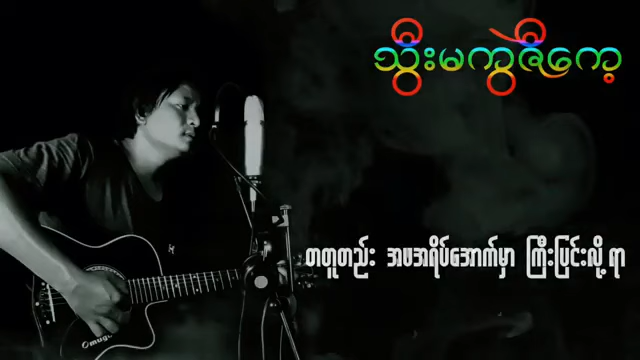 သွီးမကွဲဇီကေ့
တတူတည်း အဖအရိပ်အောက်မှာ ကြီးပြင်းလို့ရာ
Omuge